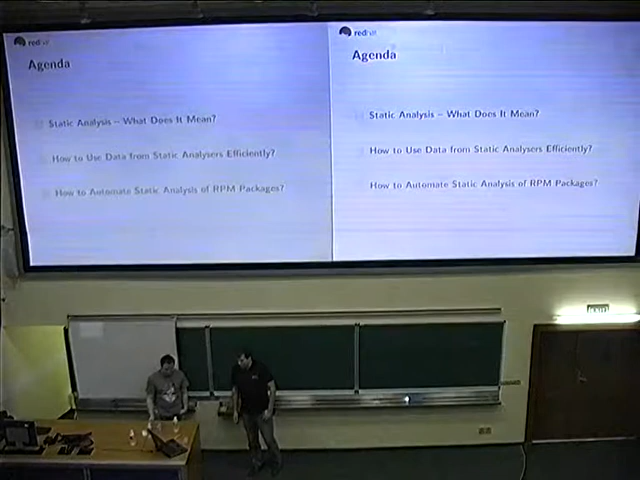 redhat
Agenda
Static Analysis – What Does It Mean?
How to Use Data from Static Analysers Efficiently?
How to Automate Static Analysis of RPM Packages?
redhat
Agenda
Static Analysis – What Does It Mean?
How to Use Data from Static Analysers Efficiently?
How to Automate Static Analysis of RPM Packages?
EXIT